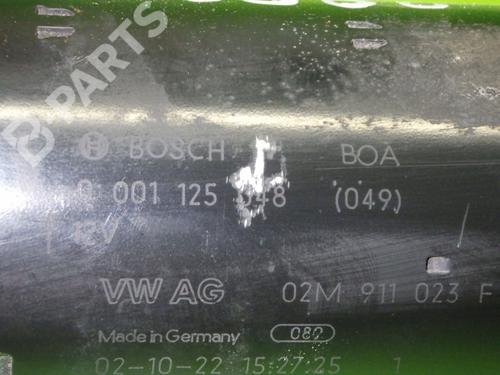 BOSCH BOA
0 001 125 048 (049)
12V
VW AG 02M 911 023 F
Made in Germany 080
02-10-22 15:27:25 1
B-PARTS